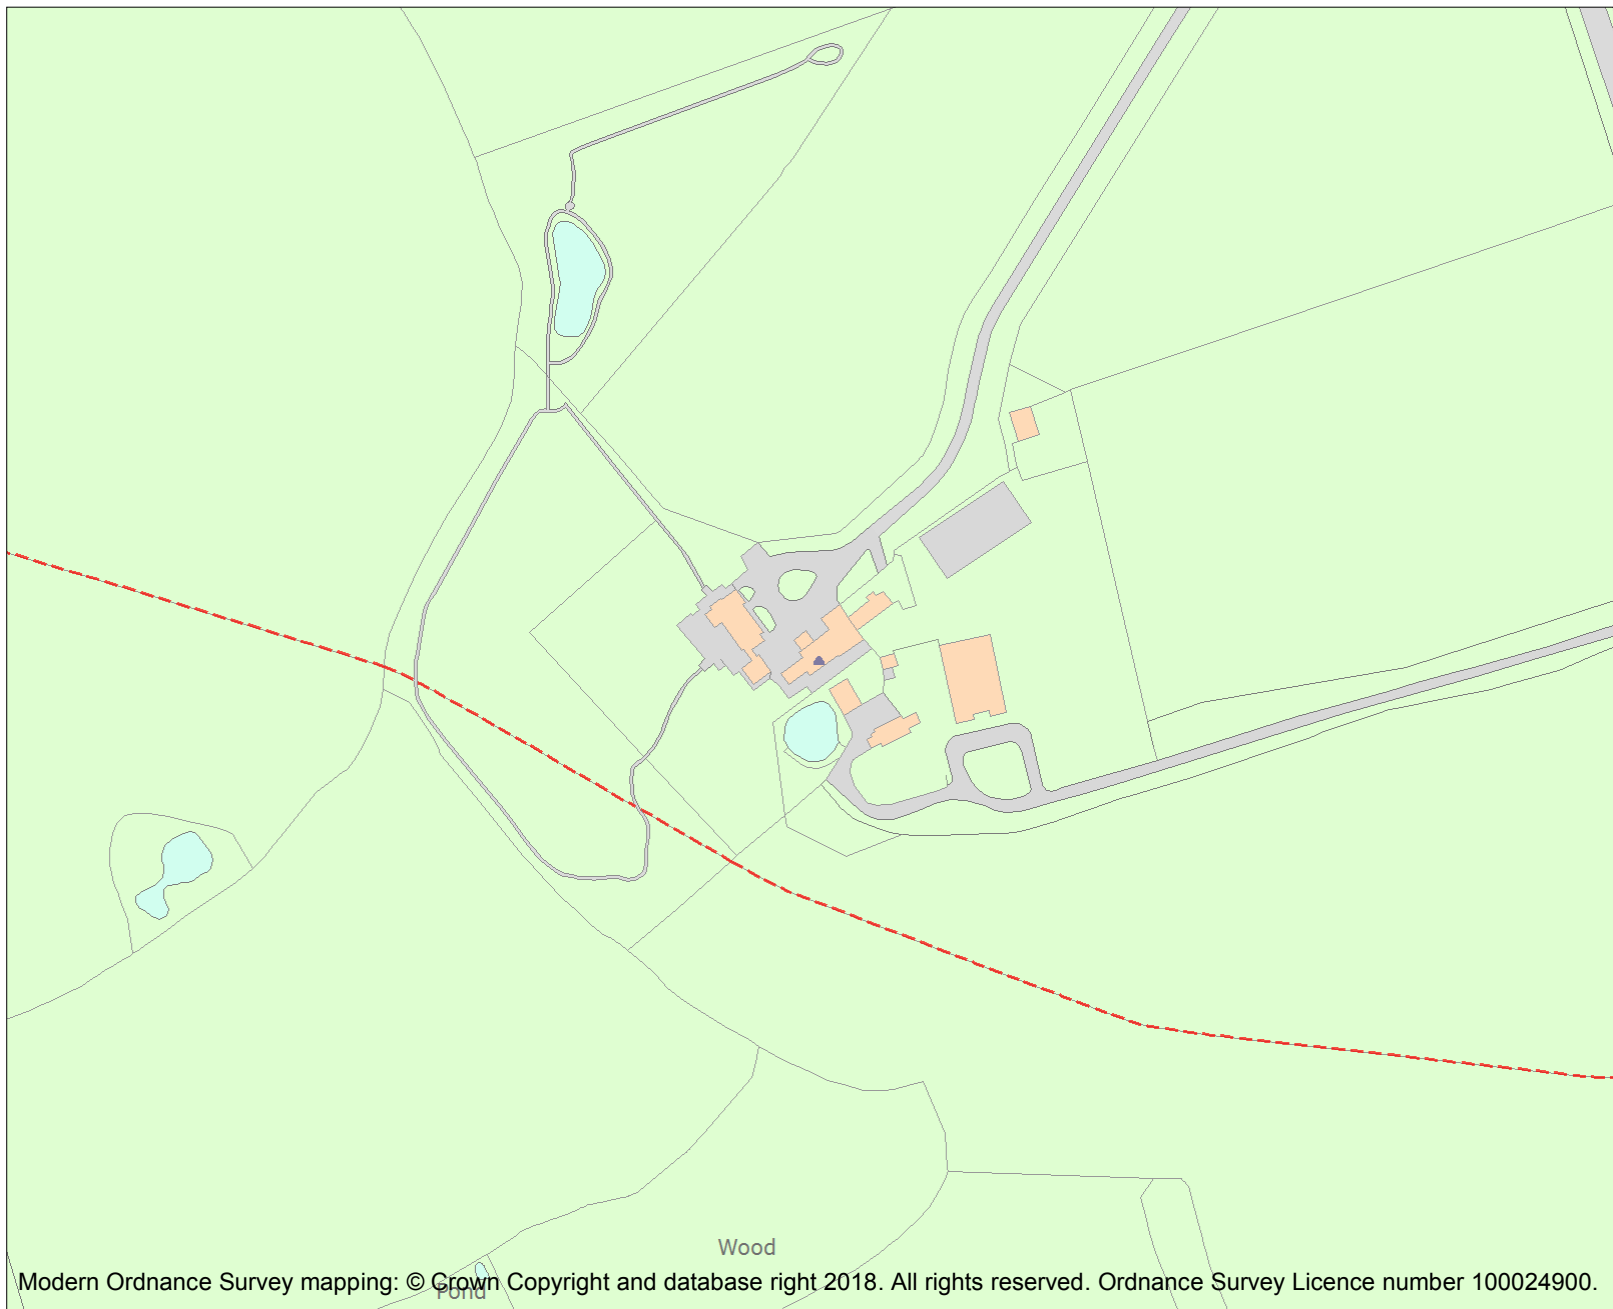 Wood
Modern Ordnance Survey mapping: © Crown Copyright and database right 2018. All rights reserved. Ordnance Survey Licence number 100024900.
Pond